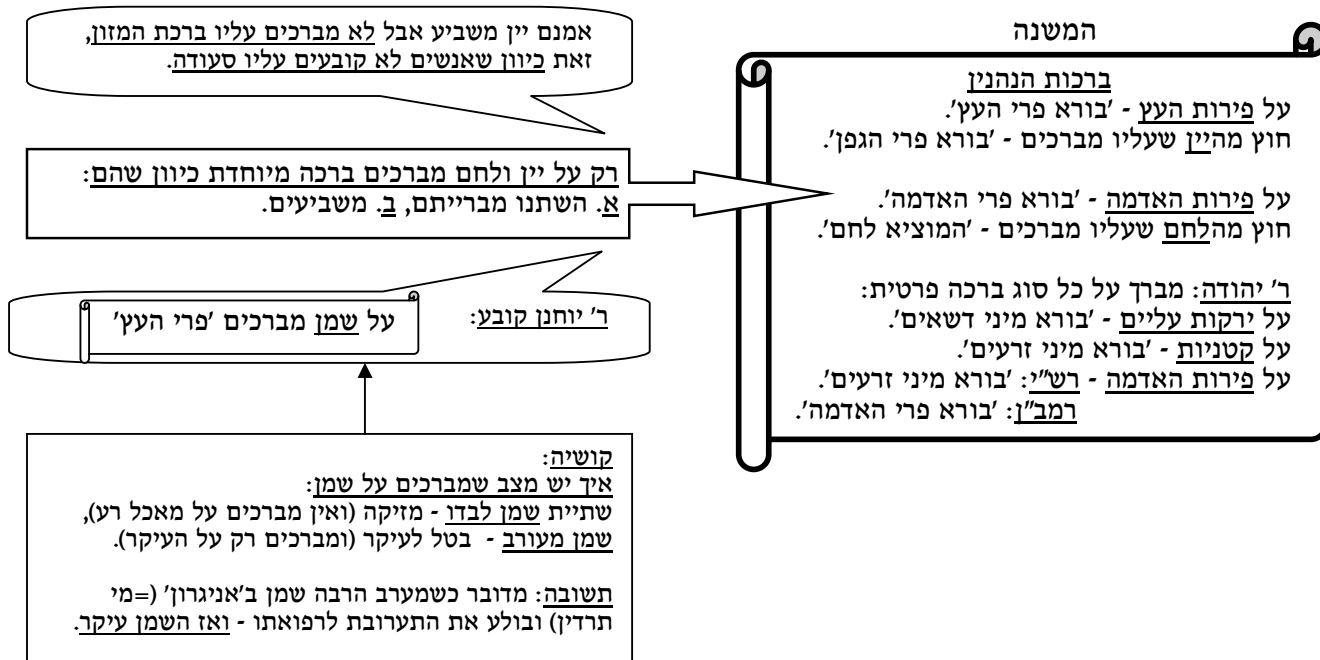 המשנה
ברכות הנהנין
על פירות העץ - 'בורא פרי העץ'.
חוץ מהיין שעליו מברכים - 'בורא פרי הגפן'.
על פירות האדמה - 'בורא פרי האדמה'.
חוץ מהלחם שעליו מברכים - 'המוציא לחם'.
ר' יהודה: מברך על כל סוג ברכה פרטית:
על ירקות עליים - 'בורא מיני דשאים'.
על קטניות - 'בורא מיני זרעים'.
על פירות האדמה - רש"י: 'בורא מיני זרעים'.
רמב"ן: 'בורא פרי האדמה'.
אמנם יין משביע אבל לא מברכים עליו ברכת המזון,
זאת כיוון שאנשים לא קובעים עליו סעודה.
רק על יין ולחם מברכים ברכה מיוחדת כיוון שהם:
א. השתנו מברייתם, ב. משביעים.
ר' יוחנן קובע:
על שמן מברכים 'פרי העץ'
קושיה:
איך יש מצב שמברכים על שמן:
שתיית שמן לבדו - מזיקה (ואין מברכים על מאכל רע),
שמן מעורב - בטל לעיקר (ומברכים רק על העיקר).
תשובה: מדובר כשמערב הרבה שמן ב'אניגרון' (=מי
תרדין) ובולע את התערובת לרפואתו - ואז השמן עיקר.